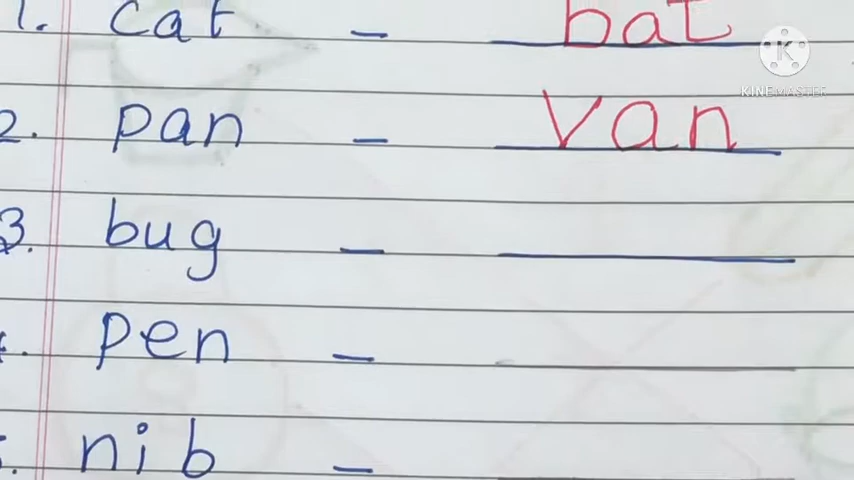 1. cat - bat
KINEMASTER
2. pan - van
3. bug -
pen -
nib -